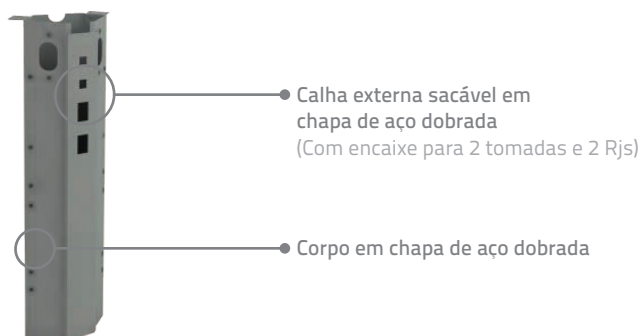 Calha externa sacável em
chapa de aço dobrada
(Com encaixe para 2 tomadas e 2 Rjs)
Corpo em chapa de aço dobrada